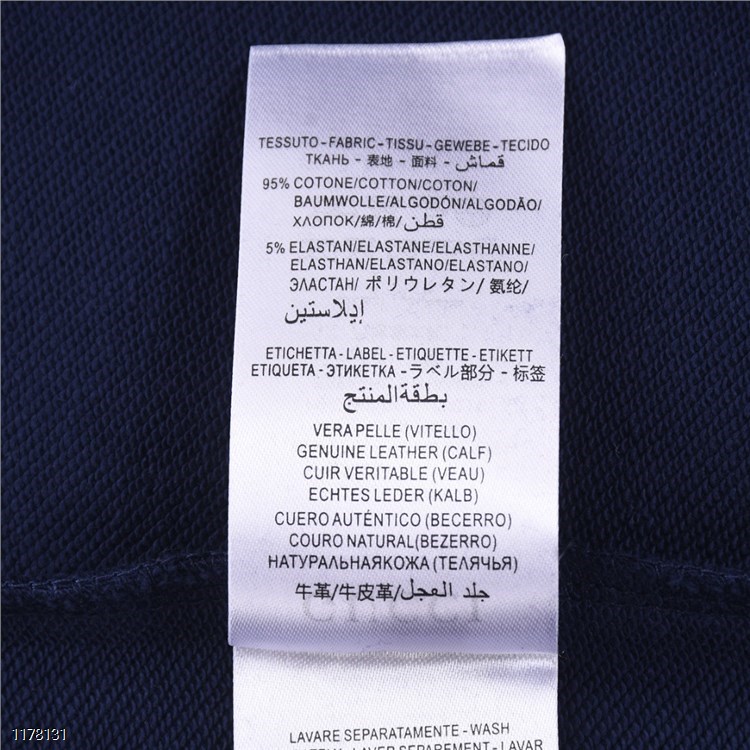 TESSUTO-FABRIC-TISSU-GEWEBE-TECIDO
ТКАНЬ - 表地 - 面料 - قماش
95% COTONE/COTTON/COTON/
BAUMWOLLE/ALGODÓN/ALGODÃO/
ХЛОПОК/綿/棉/قطن
5% ELASTAN/ELASTANE/ELASTHANNE/
ELASTHAN/ELASTANO/ELASTANO/
ЭЛАСТАН/ポリウレタン/氨纶/
إيلاستين
ETICHETTA-LABEL-ETIQUETTE-ETIKETT
ETIQUETA-ЭТИКЕТКА-ラベル部分-标签
بطقة المنتج
VERA PELLE (VITELLO)
GENUINE LEATHER (CALF)
CUIR VERITABLE (VEAU)
ECHTES LEDER (KALB)
CUERO AUTÉNTICO (BECERRO)
COURO NATURAL(BEZERRO)
НАТУРАЛЬНАЯКОЖА (ТЕЛЯЧЬЯ)
牛革/牛皮革/جلد العجل
LAVARE SEPARATAMENTE-WASH
LAVER SEPAREMENT-LAVAR
1178131